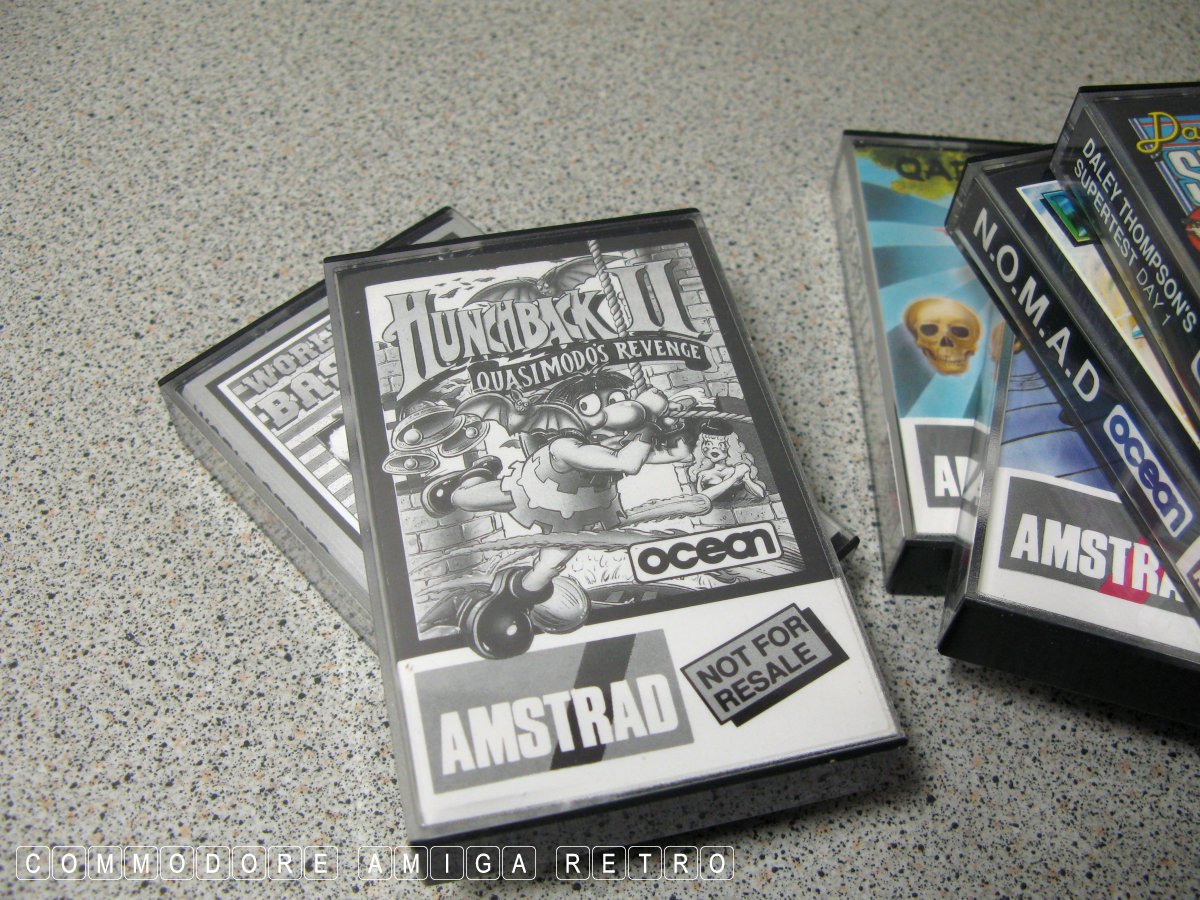 HUNCHBACK II
QUASIMODO'S REVENGE
ocean
AMSTRAD
NOT FOR
RESALE
N.O.M.A.D
ocean
AMSTRA
DALEY THOMPSON'S
SUPERTEST DAY 1
Da
COMMODORE AMIGA RETRO